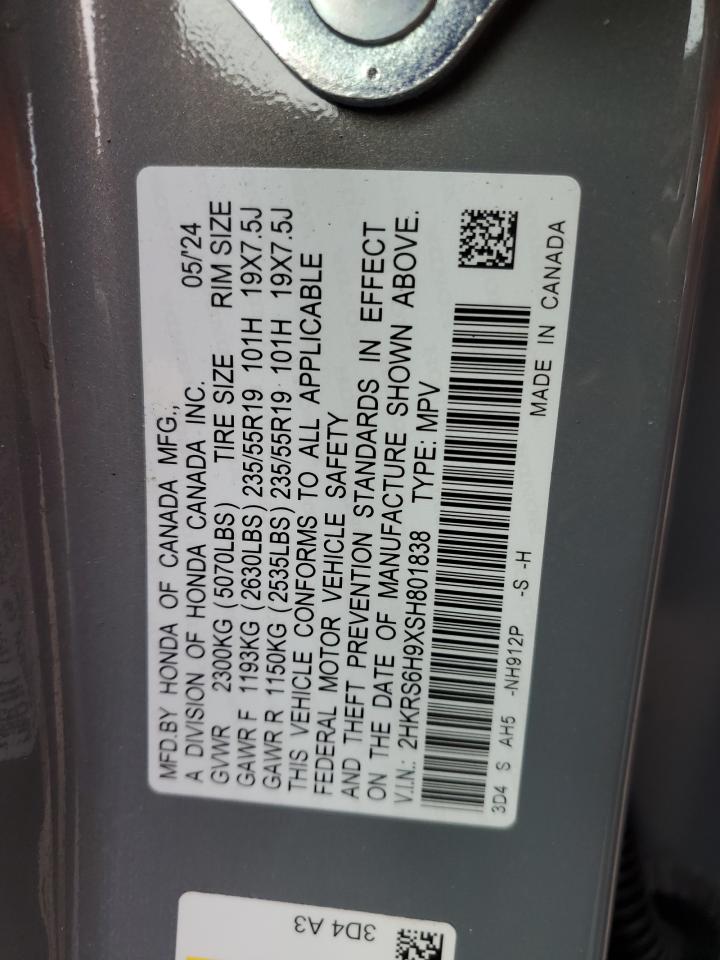 MFD.BY HONDA OF CANADA MFG.,
A DIVISION OF HONDA CANADA INC. 05/'24
GVWR 2300KG (5070LBS) TIRE SIZE RIM SIZE
GAWR F 1193KG (2630LBS) 235/55R19 101H 19X7.5J
GAWR R 1150KG (2535LBS) 235/55R19 101H 19X7.5J
THIS VEHICLE CONFORMS TO ALL APPLICABLE
FEDERAL MOTOR VEHICLE SAFETY
AND THEFT PREVENTION STANDARDS IN EFFECT
ON THE DATE OF MANUFACTURE SHOWN ABOVE.
V.I.N.: 2HKRS6H9XSH801838 TYPE: MPV
3D4 S AH5 -NH912P -S -H
MADE IN CANADA
3D4 A3